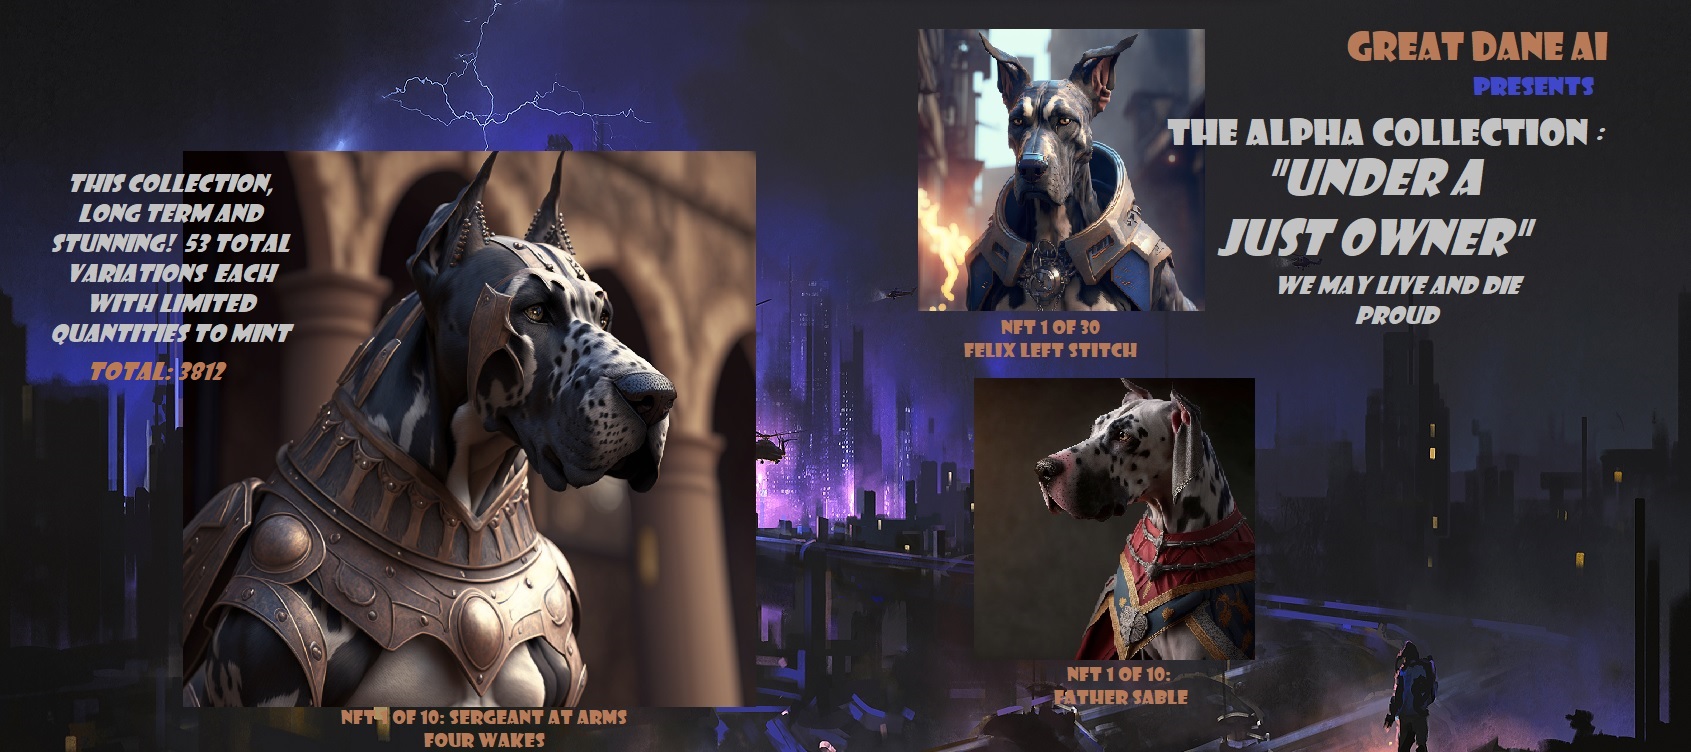 GREAT DANE AI
PRESENTS
THE ALPHA COLLECTION :
"UNDER A
JUST OWNER"
WE MAY LIVE AND DIE
PROUD
THIS COLLECTION,
LONG TERM AND
STUNNING! 53 TOTAL
VARIATIONS EACH
WITH LIMITED
QUANTITIES TO MINT
TOTAL: 3812
NFT 1 OF 30
FELIX LEFT STITCH
NFT 1 OF 10:
FATHER SABLE
NFT 1 OF 10: SERGEANT AT ARMS
FOUR WAKES